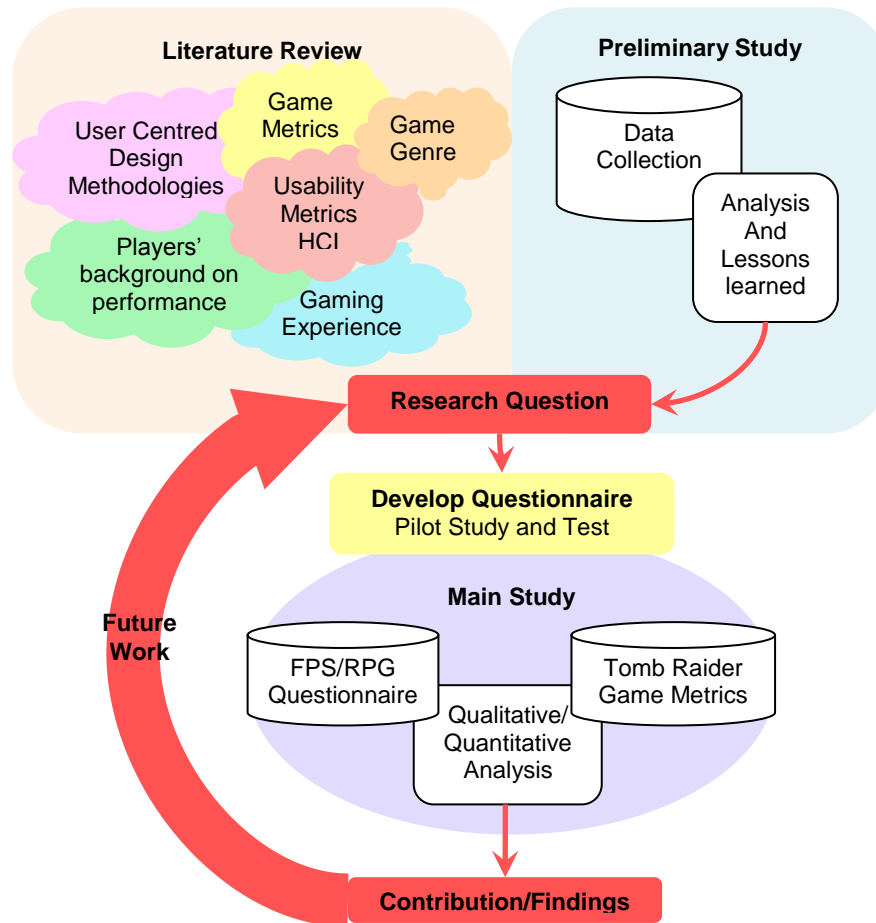 Literature Review
User Centred
Design
Methodologies
Game
Metrics
Game
Genre
Usability
Metrics
HCI
Players'
background on
performance
Gaming
Experience
Preliminary Study
Data
Collection
Analysis
And
Lessons
learned
Research Question
Develop Questionnaire
Pilot Study and Test
Main Study
FPS/RPG
Questionnaire
Tomb Raider
Game Metrics
Qualitative/
Quantitative
Analysis
Future
Work
Contribution/Findings